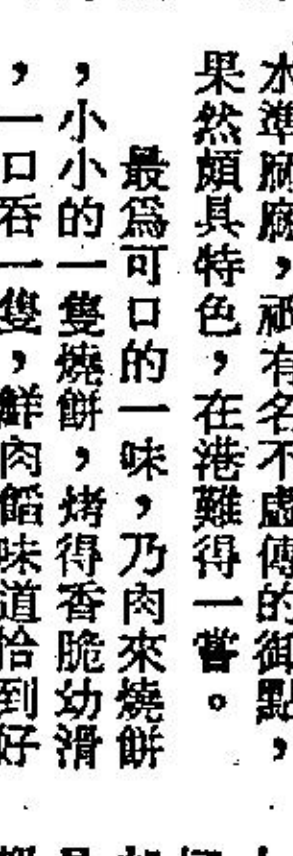 水準麻麻，祇有名不虛傳的御點，
果然頗具特色，在港難得一嘗。
最爲可口的一味，乃肉來燒餅
，小小的一隻燒餅，烤得香脆幼滑
，一口吞一隻，鮮肉餡味道恰到好